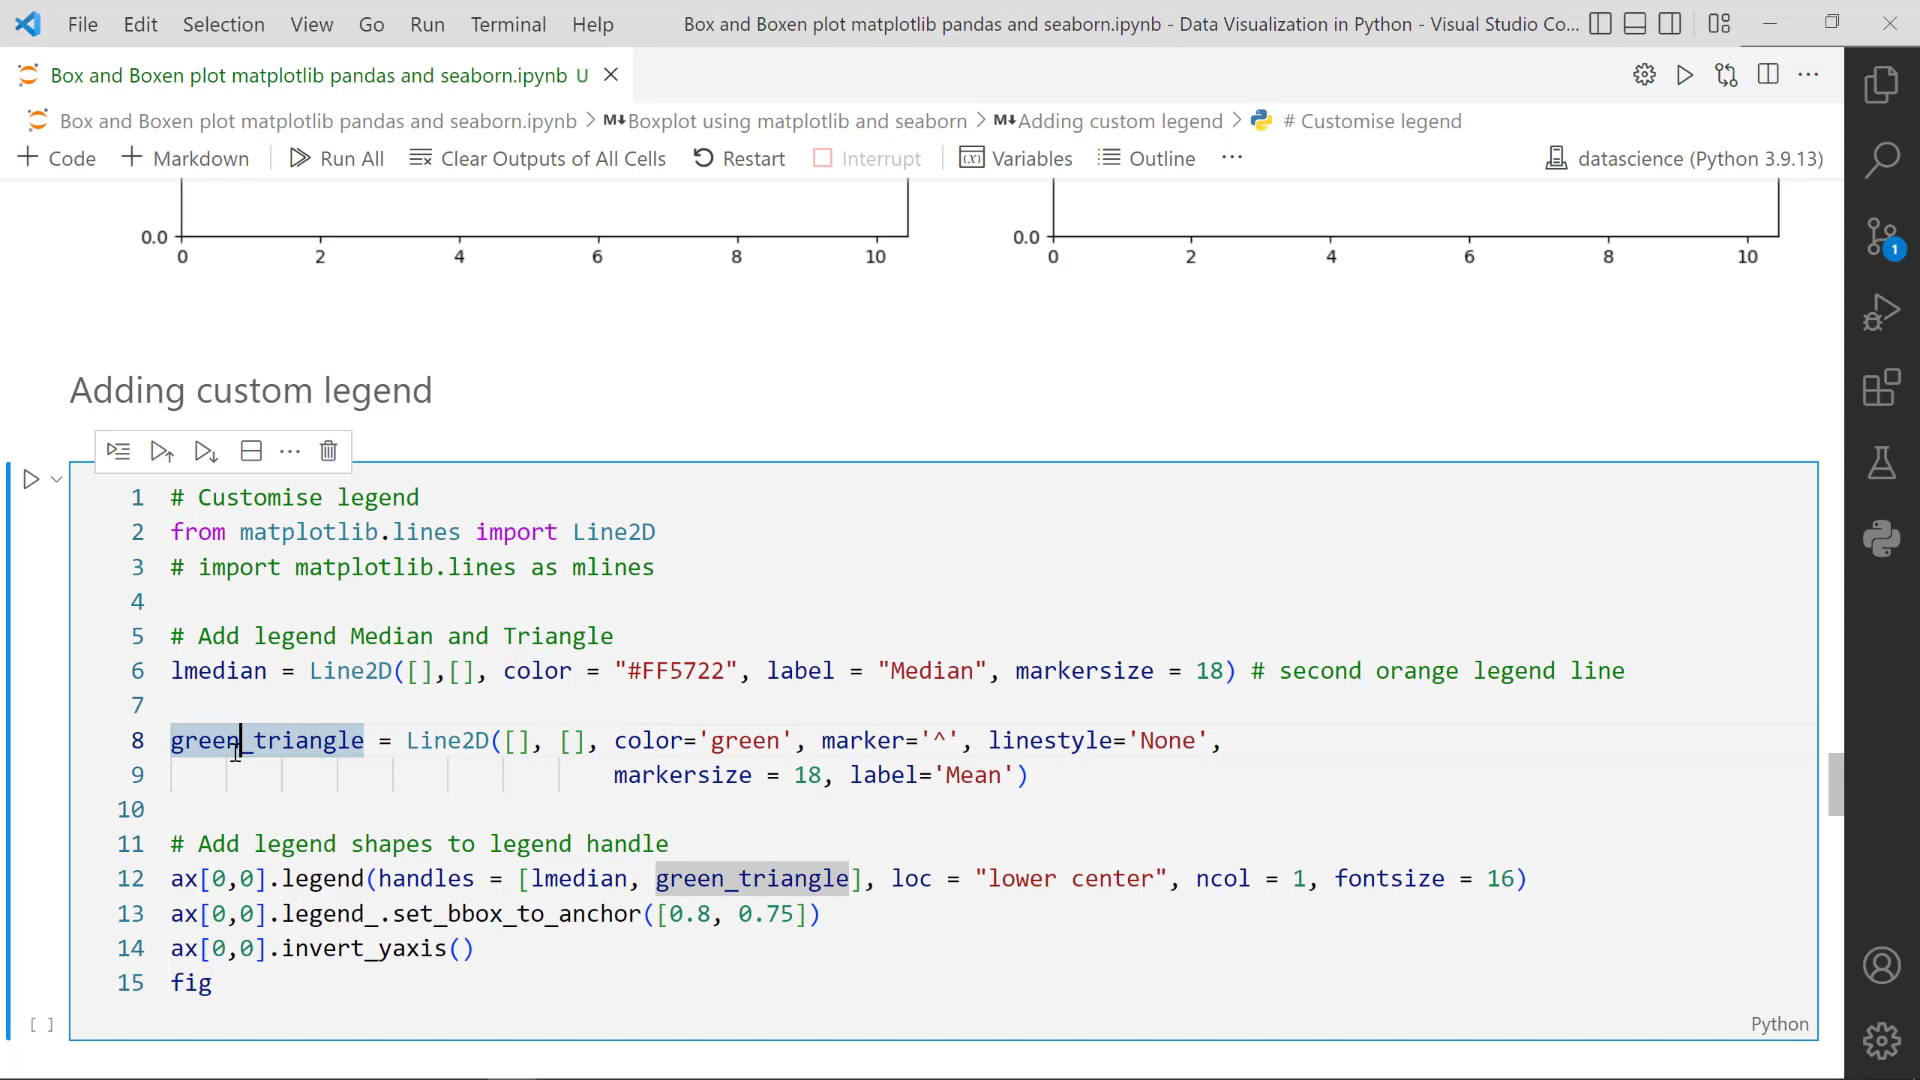 File Edit Selection View Go Run Terminal Help Box and Boxen plot matplotlib pandas and seaborn.ipynb - Data Visualization in Python - Visual Studio Co...
Box and Boxen plot matplotlib pandas and seaborn.ipynb U
Box and Boxen plot matplotlib pandas and seaborn.ipynb > M↓Boxplot using matplotlib and seaborn > M↓Adding custom legend > # Customise legend
+ Code + Markdown Run All Clear Outputs of All Cells Restart Interrupt Variables Outline ... datascience (Python 3.9.13)
0.0 0.0
0 2 4 6 8 10 0 2 4 6 8 10
1
Adding custom legend
1 # Customise legend
2 from matplotlib.lines import Line2D
3 # import matplotlib.lines as mlines
4
5 # Add legend Median and Triangle
6 lmedian = Line2D([],[], color = "#FF5722", label = "Median", markersize = 18) # second orange legend line
7
8 green_triangle = Line2D([], [], color='green', marker='^', linestyle='None',
9 markersize = 18, label='Mean')
10
11 # Add legend shapes to legend handle
12 ax[0,0].legend(handles = [lmedian, green_triangle], loc = "lower center", ncol = 1, fontsize = 16)
13 ax[0,0].legend_.set_bbox_to_anchor([0.8, 0.75])
14 ax[0,0].invert_yaxis()
15 fig
[ ] Python